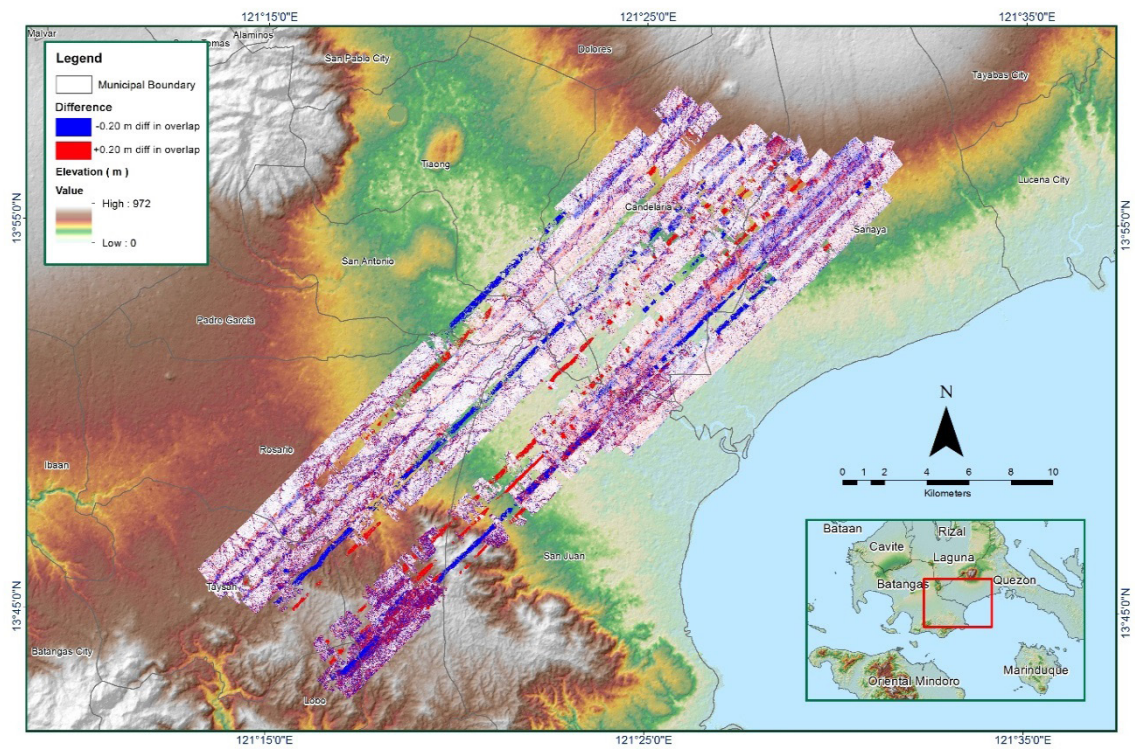 121°15'0"E
121°25'0"E
121°35'0"E
Malvar
Tomas
Alaminos
San Pablo City
Dolores
Tayabas City
Legend
Municipal Boundary
Difference
-0.20 m diff in overlap
+0.20 m diff in overlap
Elevation ( m )
Value
High : 972
Low : 0
Tiaong
Lucena City
Candelaria
13°55'0"N
13°55'0"N
Sariaya
San Antonio
Padre Garcia
Rosario
Ibaan
N
0 1 2 4 6 8 10
Kilometers
San Juan
Taysan
Bataan
Rizal
Cavite
Laguna
Batangas
Quezon
Marinduque
Oriental Mindoro
13°45'0"N
13°45'0"N
Batangas City
Lobo
121°15'0"E
121°25'0"E
121°35'0"E